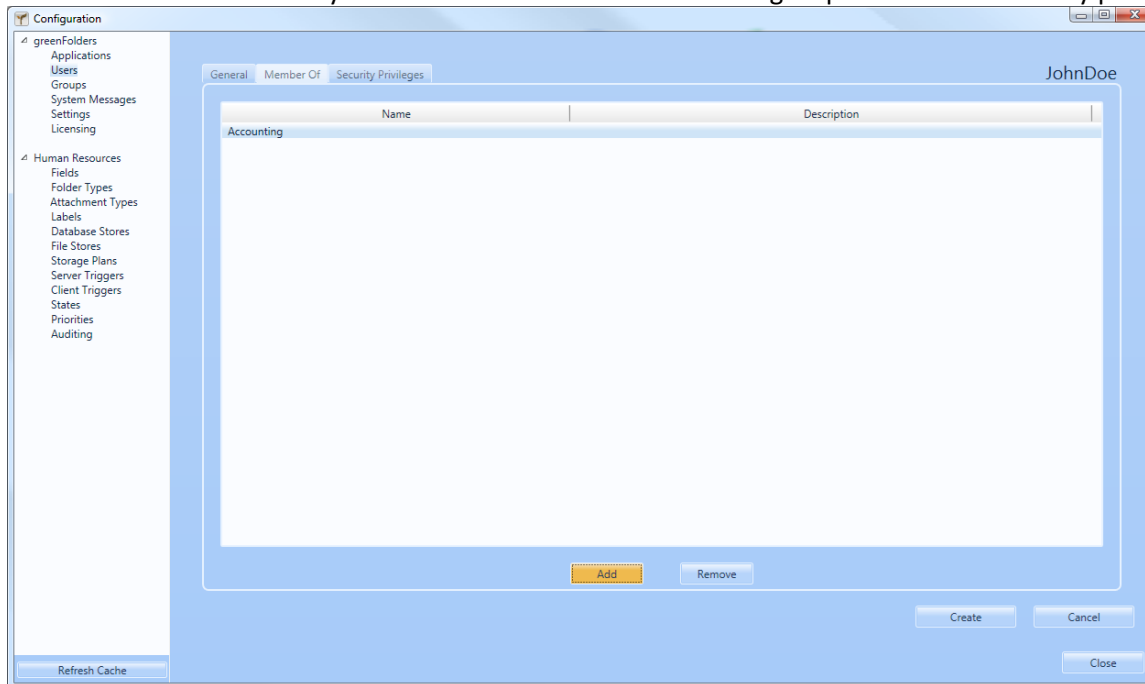 Configuration
greenFolders
Applications
Users
Groups
System Messages
Settings
Licensing
Human Resources
Fields
Folder Types
Attachment Types
Labels
Database Stores
File Stores
Storage Plans
Server Triggers
Client Triggers
States
Priorities
Auditing
Refresh Cache
General Member Of Security Privileges JohnDoe
Name Description
Accounting
Add Remove
Create Cancel
Close